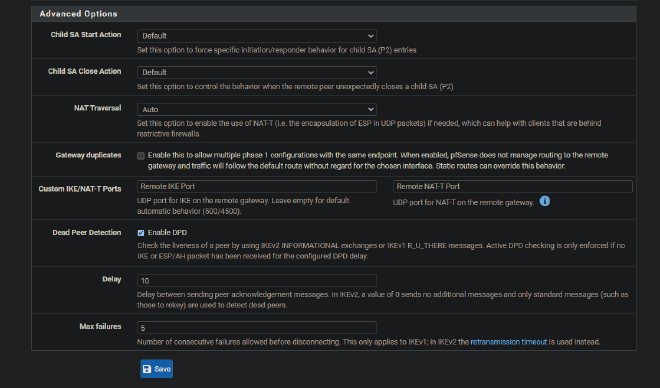 Advanced Options
Child SA Start Action
Default
Set this option to force specific initiation/responder behavior for child SA (P2) entries
Child SA Close Action
Default
Set this option to control the behavior when the remote peer unexpectedly closes a child SA (P2)
NAT Traversal
Auto
Set this option to enable the use of NAT-T (i.e. the encapsulation of ESP in UDP packets) if needed, which can help with clients that are behind
restrictive firewalls.
Gateway duplicates
Enable this to allow multiple phase 1 configurations with the same endpoint. When enabled, pfSense does not manage routing to the remote
gateway and traffic will follow the default route without regard for the chosen interface. Static routes can override this behavior.
Custom IKE/NAT-T Ports
Remote IKE Port
Remote NAT-T Port
UDP port for IKE on the remote gateway. Leave empty for default
automatic behavior (500/4500).
UDP port for NAT-T on the remote gateway.
Dead Peer Detection
Enable DPD
Check the liveness of a peer by using IKEv2 INFORMATIONAL exchanges or IKEv1 R_U_THERE messages. Active DPD checking is only enforced if no
IKE or ESP/AH packet has been received for the configured DPD delay.
Delay
10
Delay between sending peer acknowledgement messages. In IKEv2, a value of 0 sends no additional messages and only standard messages (such as
those to rekey) are used to detect dead peers.
Max failures
5
Number of consecutive failures allowed before disconnecting. This only applies to IKEv1; in IKEv2 the retransmission timeout is used instead.
Save